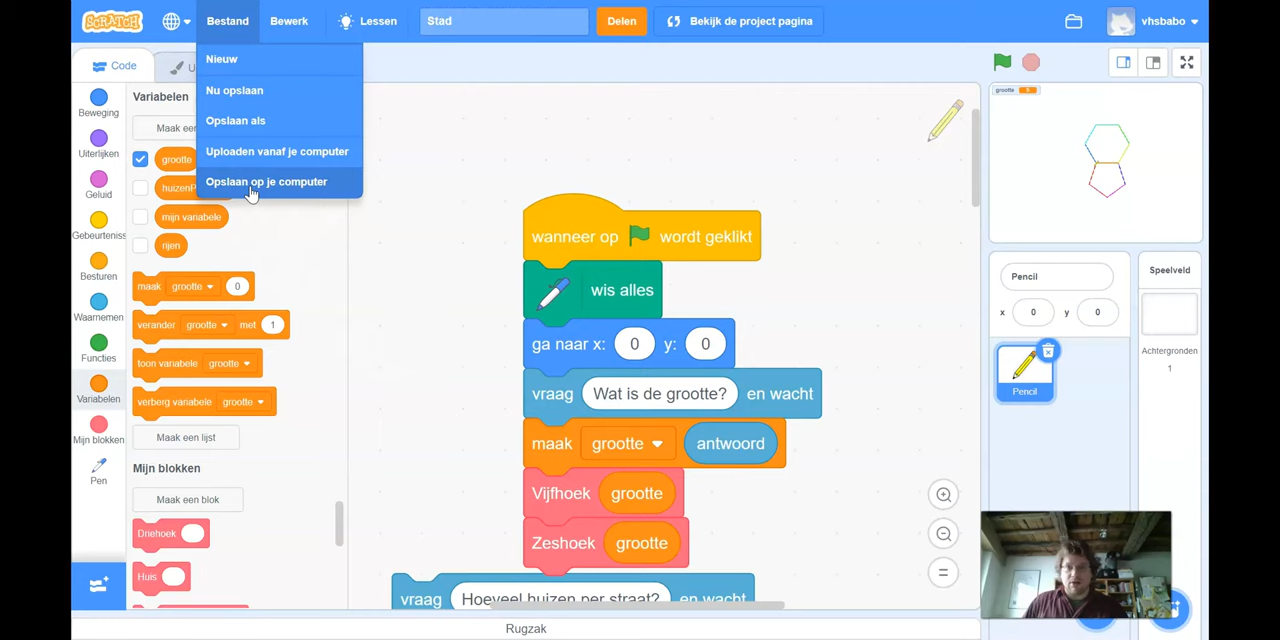 SCRATCH
Bestand
Bewerk
Lessen
Stad
Delen
Bekijk de project pagina
vhsbabo
Nieuw
Nu opslaan
Opslaan als
Uploaden vanaf je computer
Opslaan op je computer
Code
Beweging
Uiterlijken
Geluid
Gebeurteniss
Besturen
Waarnemen
Functies
Variabelen
Mijn blokken
Pen
Variabelen
grootte
mijn variabele
rijen
maak grootte 0
verander grootte met 1
toon variabele grootte
verberg variabele grootte
Maak een lijst
Mijn blokken
Maak een blok
Driehoek
Huis
wanneer op wordt geklikt
wis alles
ga naar x: 0 y: 0
vraag Wat is de grootte? en wacht
maak grootte antwoord
Vijfhoek grootte
Zeshoek grootte
vraag Hoeveel huizen per straat? en wacht
grootte
Pencil
x 0 y 0
Pencil
Speelveld
Achtergronden
1
Rugzak